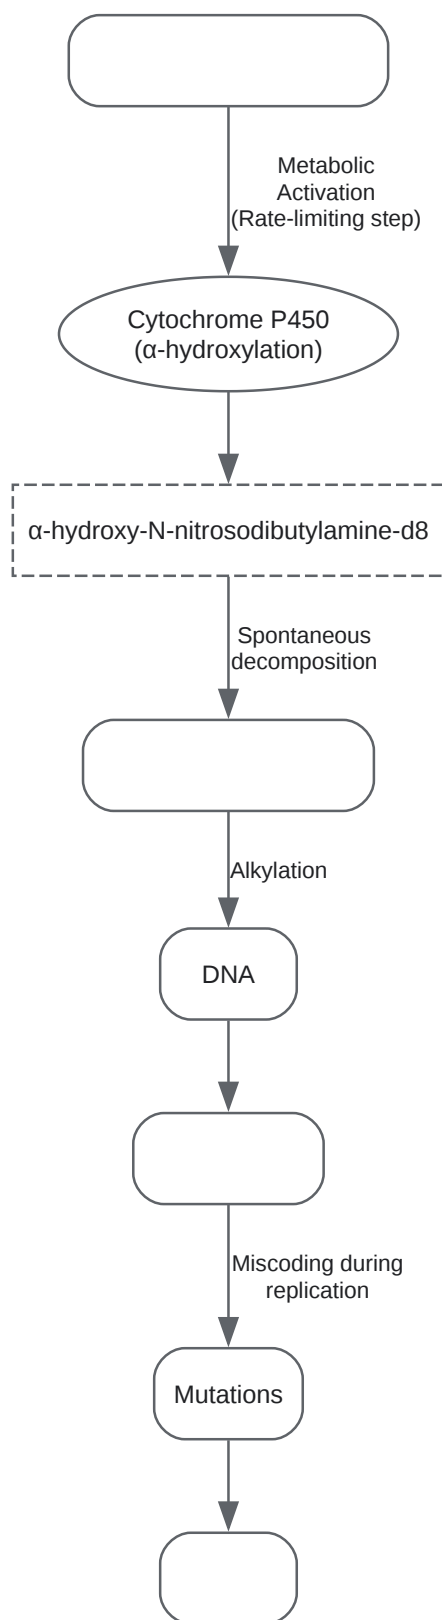 Metabolic
Activation
(Rate-limiting step)
Cytochrome P450
(α-hydroxylation)
α-hydroxy-N-nitrosodibutylamine-d8
Spontaneous
decomposition
Alkylation
DNA
Miscoding during
replication
Mutations